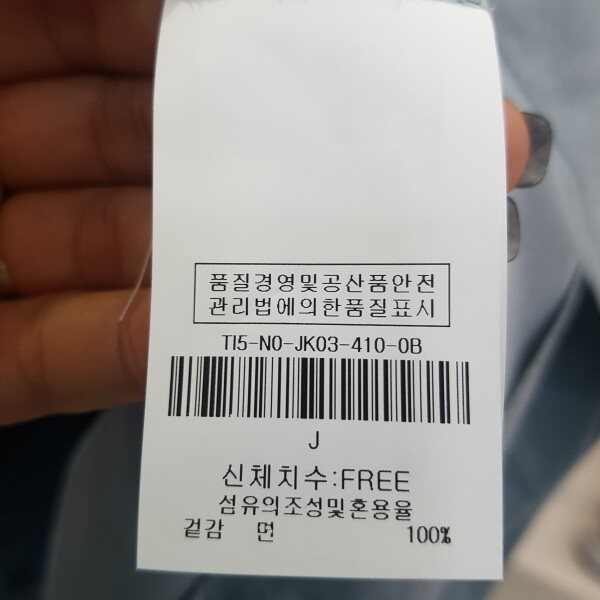 품질경영및공산품안전
관리법에의한품질표시
TI5-NO-JK03-410-0B
J
신체치수:FREE
섬유의조성및혼용율
겉감 면 100%